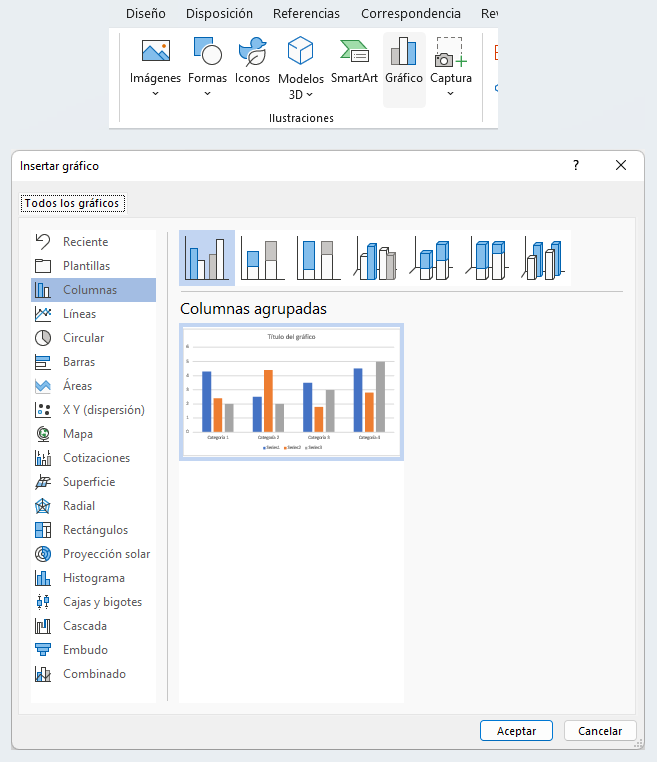 Diseño Disposición Referencias Correspondencia Rev
Imágenes Formas Iconos Modelos 3D SmartArt Gráfico Captura
Ilustraciones
Insertar gráfico ?
Todos los gráficos
Reciente
Plantillas
Columnas
Líneas
Circular
Barras
Áreas
X Y (dispersión)
Mapa
Cotizaciones
Superficie
Radial
Rectángulos
Proyección solar
Histograma
Cajas y bigotes
Cascada
Embudo
Combinado
Columnas agrupadas
Título del gráfico
6
5
4
3
2
1
0
Categoría 1 Categoría 2 Categoría 3 Categoría 4
Series1 Series2 Series3
Aceptar Cancelar